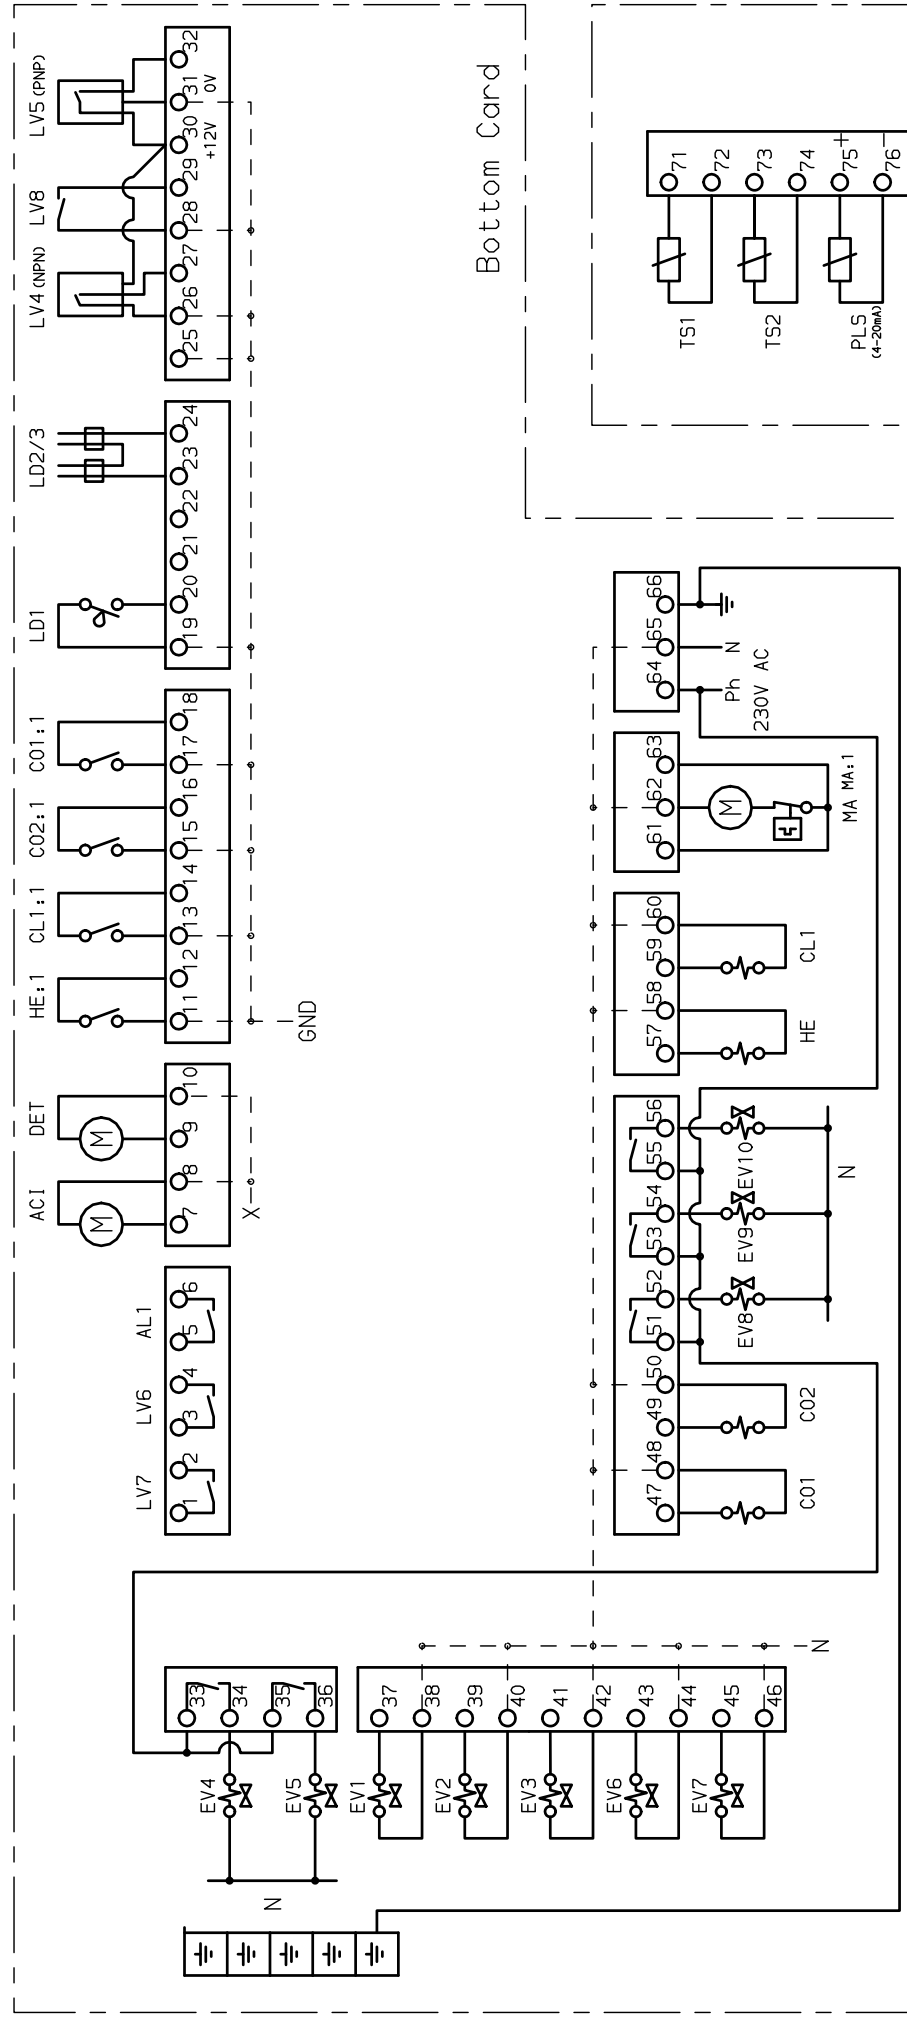 LV7 LV6 AL1 ACI DET HE:1 CL1:1 CO2:1 CO1:1 LD1 LD2/3 LV4 (NPN) LV8 LV5 (PNP)
M M
1 2 3 4 5 6 7 8 9 10 11 12 13 14 15 16 17 18 19 20 21 22 23 24 25 26 27 28 29 30 31 32
+12V 0V
X
GND
33 34 35 36
EV4
EV5
N
37 38 39 40 41 42 43 44 45 46
EV1
EV2
EV3
EV6
EV7
N
Bottom Card
47 48 49 50 51 52 53 54 55 56 57 58 59 60 61 62 63 64 65 66
M
EV8 EV9 EV10
Ph N
230V AC
CO1 CO2 N HE CL1 MA MA:1
71 72 73 74 75 76
+ -
TS1 TS2 PLS
(4-20mA)